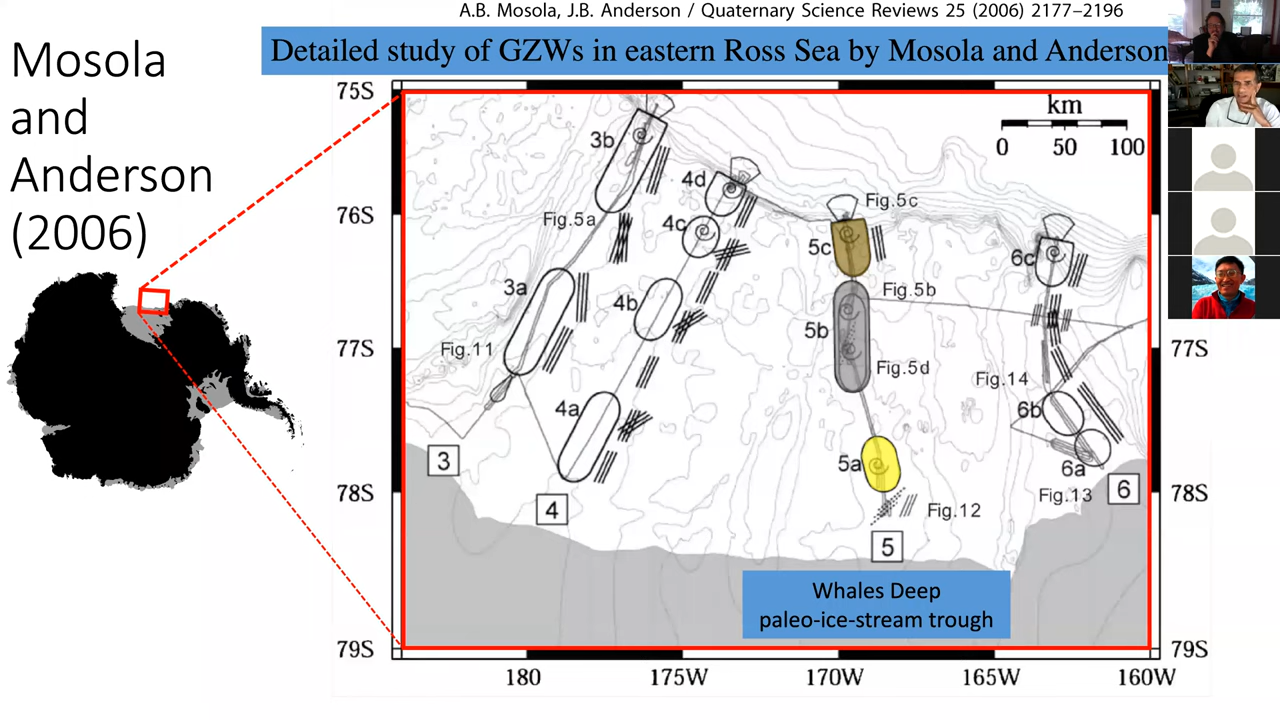 A.B. Mosola, J.B. Anderson / Quaternary Science Reviews 25 (2006) 2177–2196
Detailed study of GZWs in eastern Ross Sea by Mosola and Anderson
Mosola
and
Anderson
(2006)
75S
76S
77S
78S
79S
km
0 50 100
3b
4d
Fig.5c
Fig.5a
4c
5c
6c
3a
4b
Fig.5b
5b
Fig.11
Fig.5d
Fig.14
4a
6b
5a
6a
3
Fig.13
6
4
Fig.12
5
77S
78S
79S
Whales Deep
paleo-ice-stream trough
180 175W 170W 165W 160W